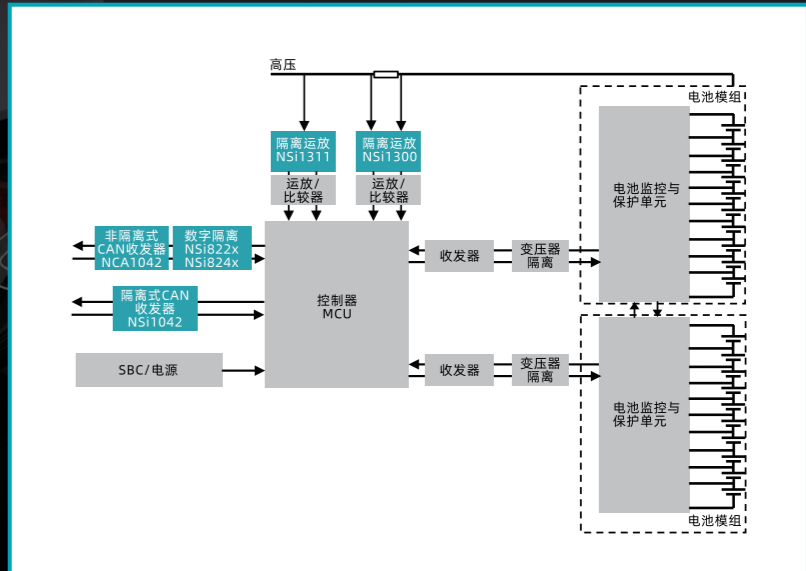 高压
电池模组
隔离运放
NSi1311
隔离运放
NSi1300
运放/
比较器
运放/
比较器
电池监控与
保护单元
非隔离式
CAN收发器
NCA1042
数字隔离
NSi822x
NSi824x
收发器
变压器
隔离
隔离式CAN
收发器
NSi1042
控制器
MCU
SBC/电源
收发器
变压器
隔离
电池监控与
保护单元
电池模组